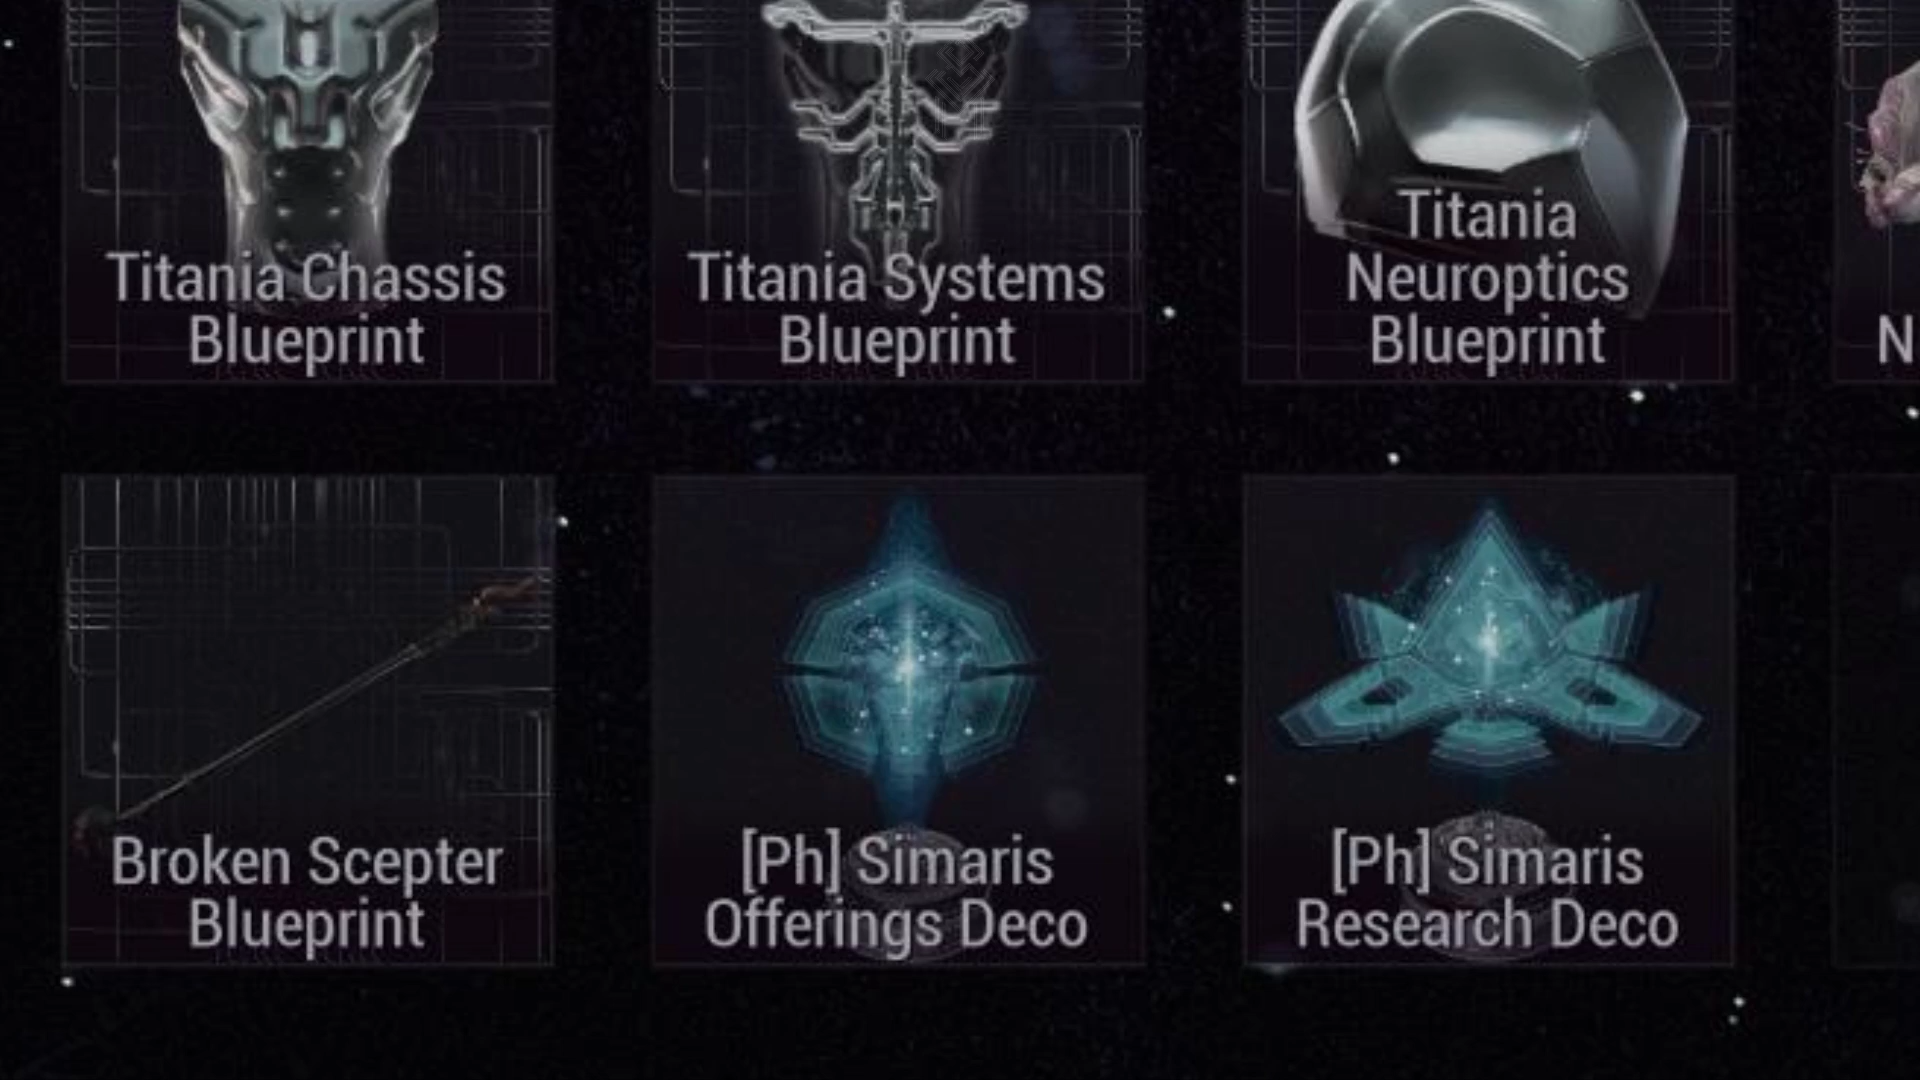 Titania Chassis
Blueprint
Titania Systems
Blueprint
Titania
Neuroptics
Blueprint
N
Broken Scepter
Blueprint
[Ph] Simaris
Offerings Deco
[Ph] Simaris
Research Deco